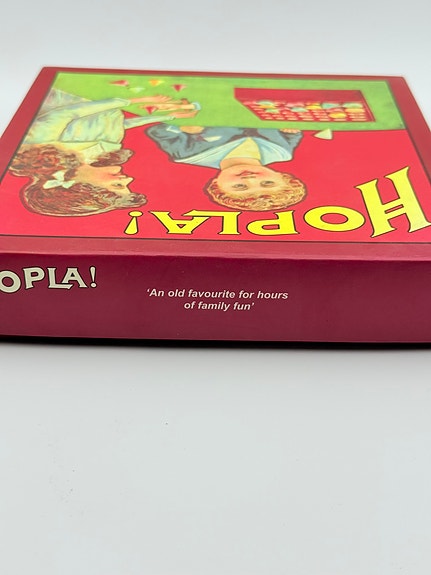 HOPLA!
OPLA!
'An old favourite for hours
of family fun'